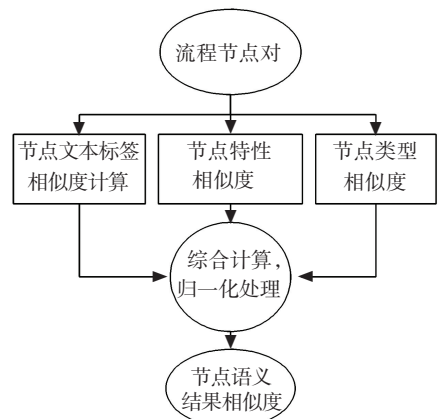 流程节点对
节点文本标签
相似度计算
节点特性
相似度
节点类型
相似度
综合计算,
归一化处理
节点语义
结果相似度